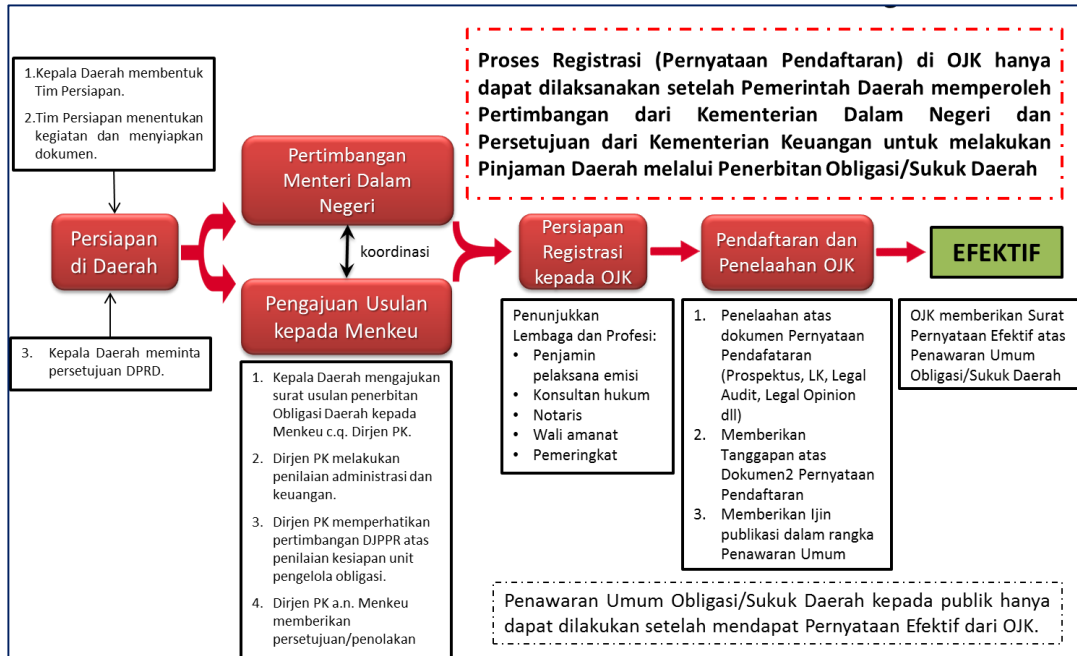 1.Kepala Daerah membentuk
Tim Persiapan.
2.Tim Persiapan menentukan
kegiatan dan menyiapkan
dokumen.
Proses Registrasi (Pernyataan Pendaftaran) di OJK hanya
dapat dilaksanakan setelah Pemerintah Daerah memperoleh
Pertimbangan dari Kementerian Dalam Negeri dan
Persetujuan dari Kementerian Keuangan untuk melakukan
Pinjaman Daerah melalui Penerbitan Obligasi/Sukuk Daerah
Persiapan
di Daerah
Pertimbangan
Menteri Dalam
Negeri
koordinasi
Pengajuan Usulan
kepada Menkeu
Persiapan
Registrasi
kepada OJK
Pendaftaran dan
Penelaahan OJK
EFEKTIF
3. Kepala Daerah meminta
persetujuan DPRD.
1. Kepala Daerah mengajukan
surat usulan penerbitan
Obligasi Daerah kepada
Menkeu c.q. Dirjen PK.
2. Dirjen PK melakukan
penilaian administrasi dan
keuangan.
3. Dirjen PK memperhatikan
pertimbangan DJPPR atas
penilaian kesiapan unit
pengelola obligasi.
4. Dirjen PK a.n. Menkeu
memberikan
persetujuan/penolakan
Penunjukkan
Lembaga dan Profesi:
• Penjamin
pelaksana emisi
• Konsultan hukum
• Notaris
• Wali amanat
• Pemeringkat
1. Penelaahan atas
dokumen Pernyataan
Pendafataran
(Prospektus, LK, Legal
Audit, Legal Opinion
dll)
2. Memberikan
Tanggapan atas
Dokumen2 Pernyataan
Pendaftaran
3. Memberikan Ijin
publikasi dalam rangka
Penawaran Umum
OJK memberikan Surat
Pernyataan Efektif atas
Penawaran Umum
Obligasi/Sukuk Daerah
Penawaran Umum Obligasi/Sukuk Daerah kepada publik hanya
dapat dilakukan setelah mendapat Pernyataan Efektif dari OJK.